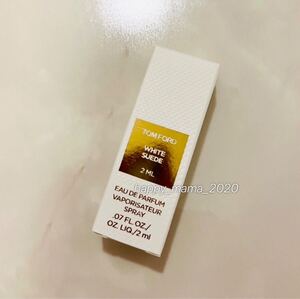 TOM FORD
WHITE
SUEDE
2 ML
happy_mama_2020
EAU DE PARFUM
VAPORISATEUR
SPRAY
.07 FL.OZ./
OZ. LIQ./2 ml